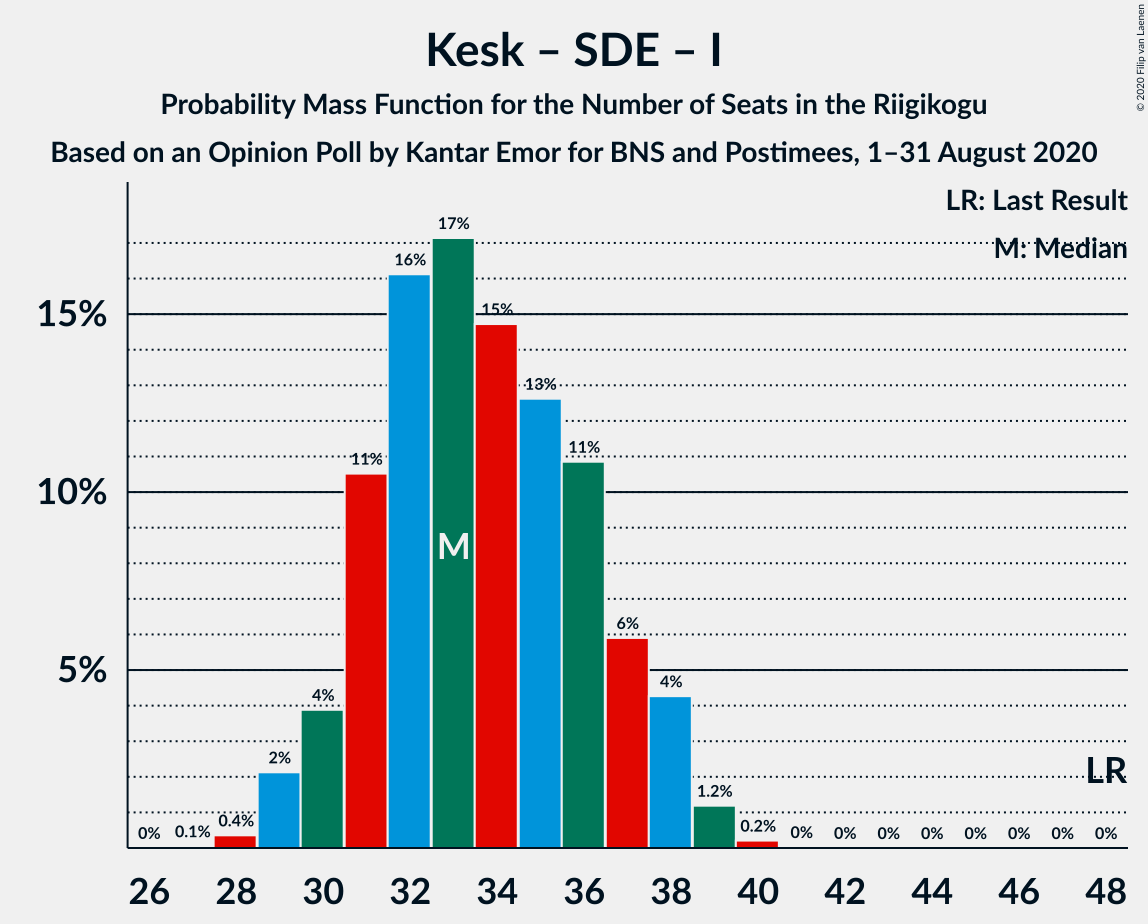 Kesk – SDE – I
Probability Mass Function for the Number of Seats in the Riigikogu
Based on an Opinion Poll by Kantar Emor for BNS and Postimees, 1–31 August 2020
© 2020 Filip van Laenen
LR: Last Result
M: Median
15%
10%
5%
0% 0.1% 0.4% 2% 4% 11% 16% 17% 15% 13% 11% 6% 4% 1.2% 0.2% 0% 0% 0% 0% 0% 0% 0% 0%
M
LR
26 28 30 32 34 36 38 40 42 44 46 48